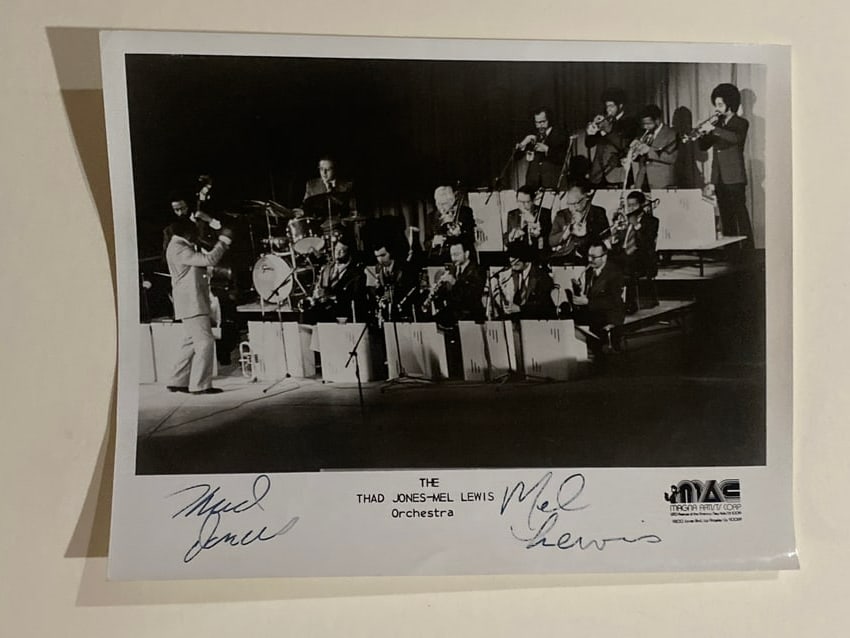 THE
THAD JONES-MEL LEWIS
Orchestra
Thad
Jones
Mel
Lewis
MAC
MAGNA ARTISTS CORP.